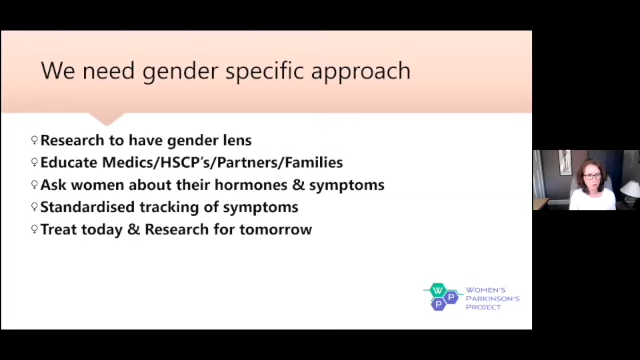 We need gender specific approach
♀Research to have gender lens
♀Educate Medics/HSCP's/Partners/Families
♀Ask women about their hormones & symptoms
♀Standardised tracking of symptoms
♀Treat today & Research for tomorrow
W
P
P
WOMEN'S
PARKINSON'S
PROJECT